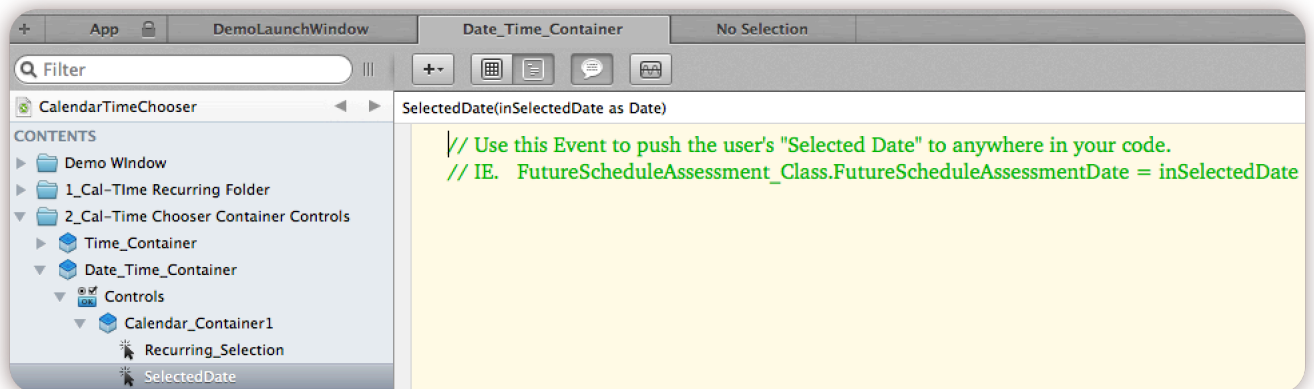 App
DemoLaunchWindow
Date_Time_Container
No Selection
Filter
CalendarTimeChooser
SelectedDate(inSelectedDate as Date)
CONTENTS
Demo WIndow
1_Cal-TIme Recurring Folder
2_Cal-Time Chooser Container Controls
Time_Container
Date_Time_Container
OK
Controls
Calendar_Container1
Recurring_Selection
SelectedDate
// Use this Event to push the user's "Selected Date" to anywhere in your code.
// IE.   FutureScheduleAssessment_Class.FutureScheduleAssessmentDate = inSelectedDate